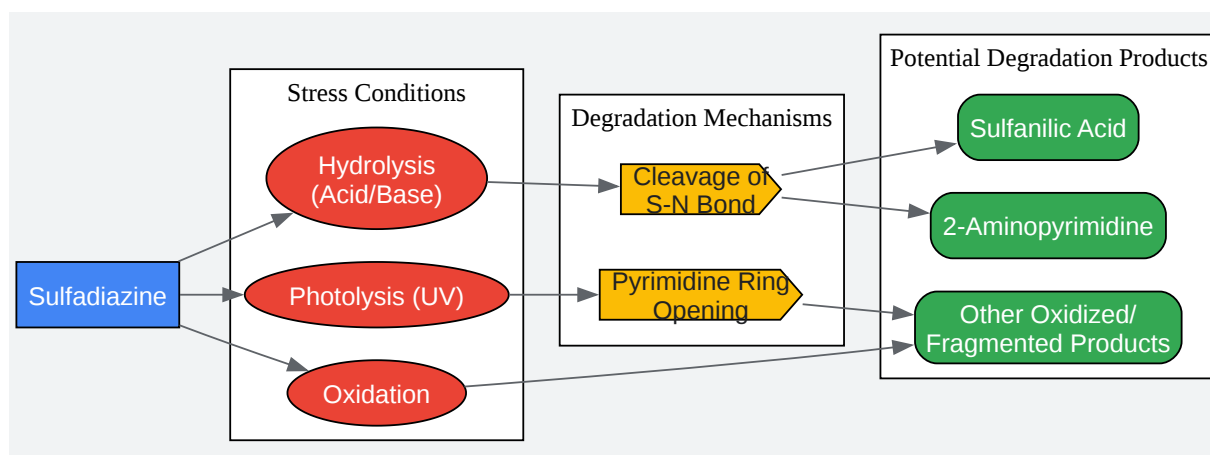 Sulfadiazine
Stress Conditions
Hydrolysis
(Acid/Base)
Photolysis (UV)
Oxidation
Degradation Mechanisms
Cleavage of
S-N Bond
Pyrimidine Ring
Opening
Potential Degradation Products
Sulfanilic Acid
2-Aminopyrimidine
Other Oxidized/
Fragmented Products